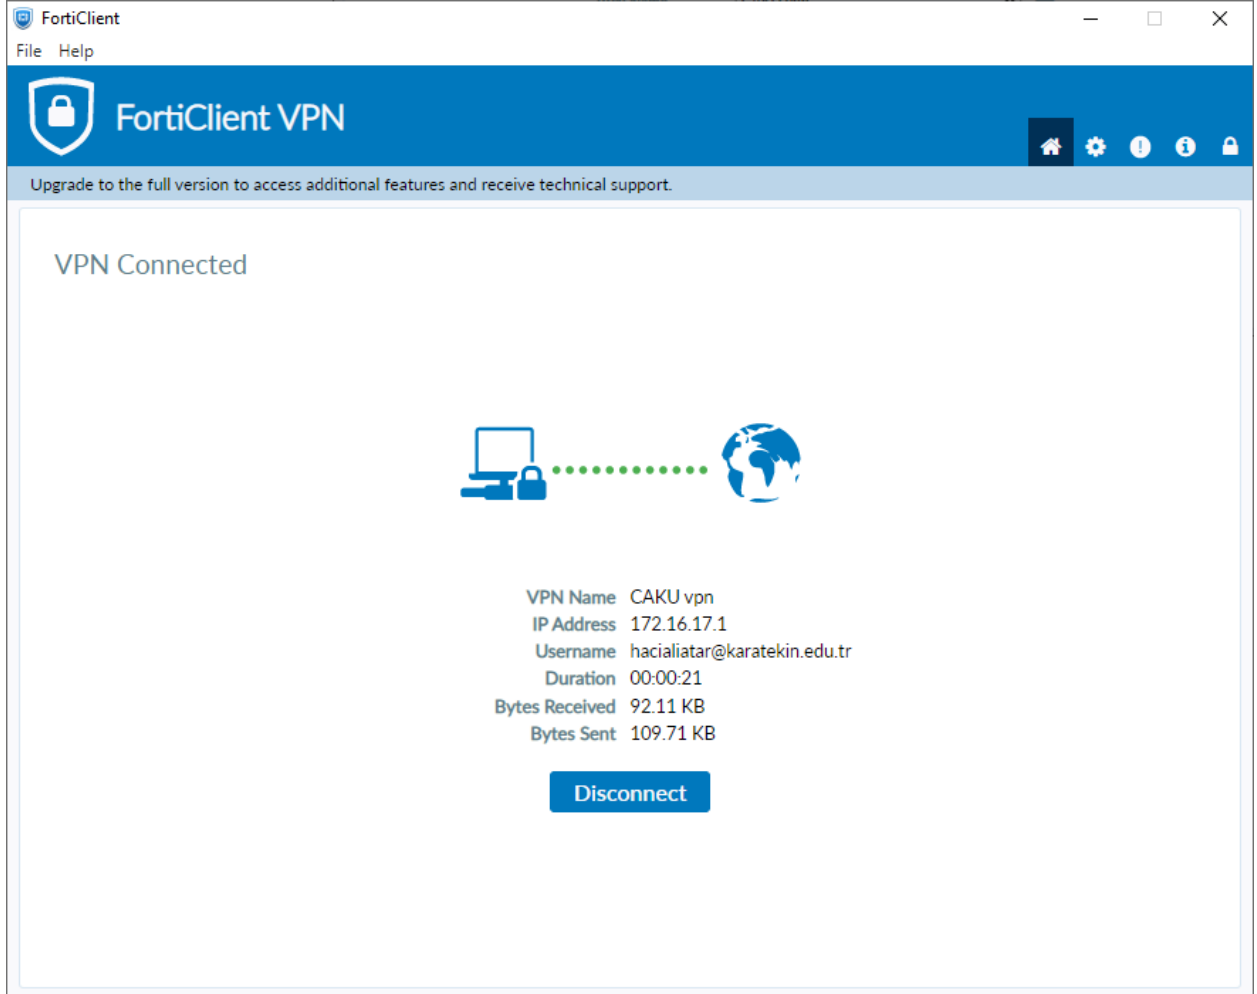 FortiClient
File Help
FortiClient VPN
Upgrade to the full version to access additional features and receive technical support.
VPN Connected
VPN Name CAKU vpn
IP Address 172.16.17.1
Username hacialiatar@karatekin.edu.tr
Duration 00:00:21
Bytes Received 92.11 KB
Bytes Sent 109.71 KB
Disconnect